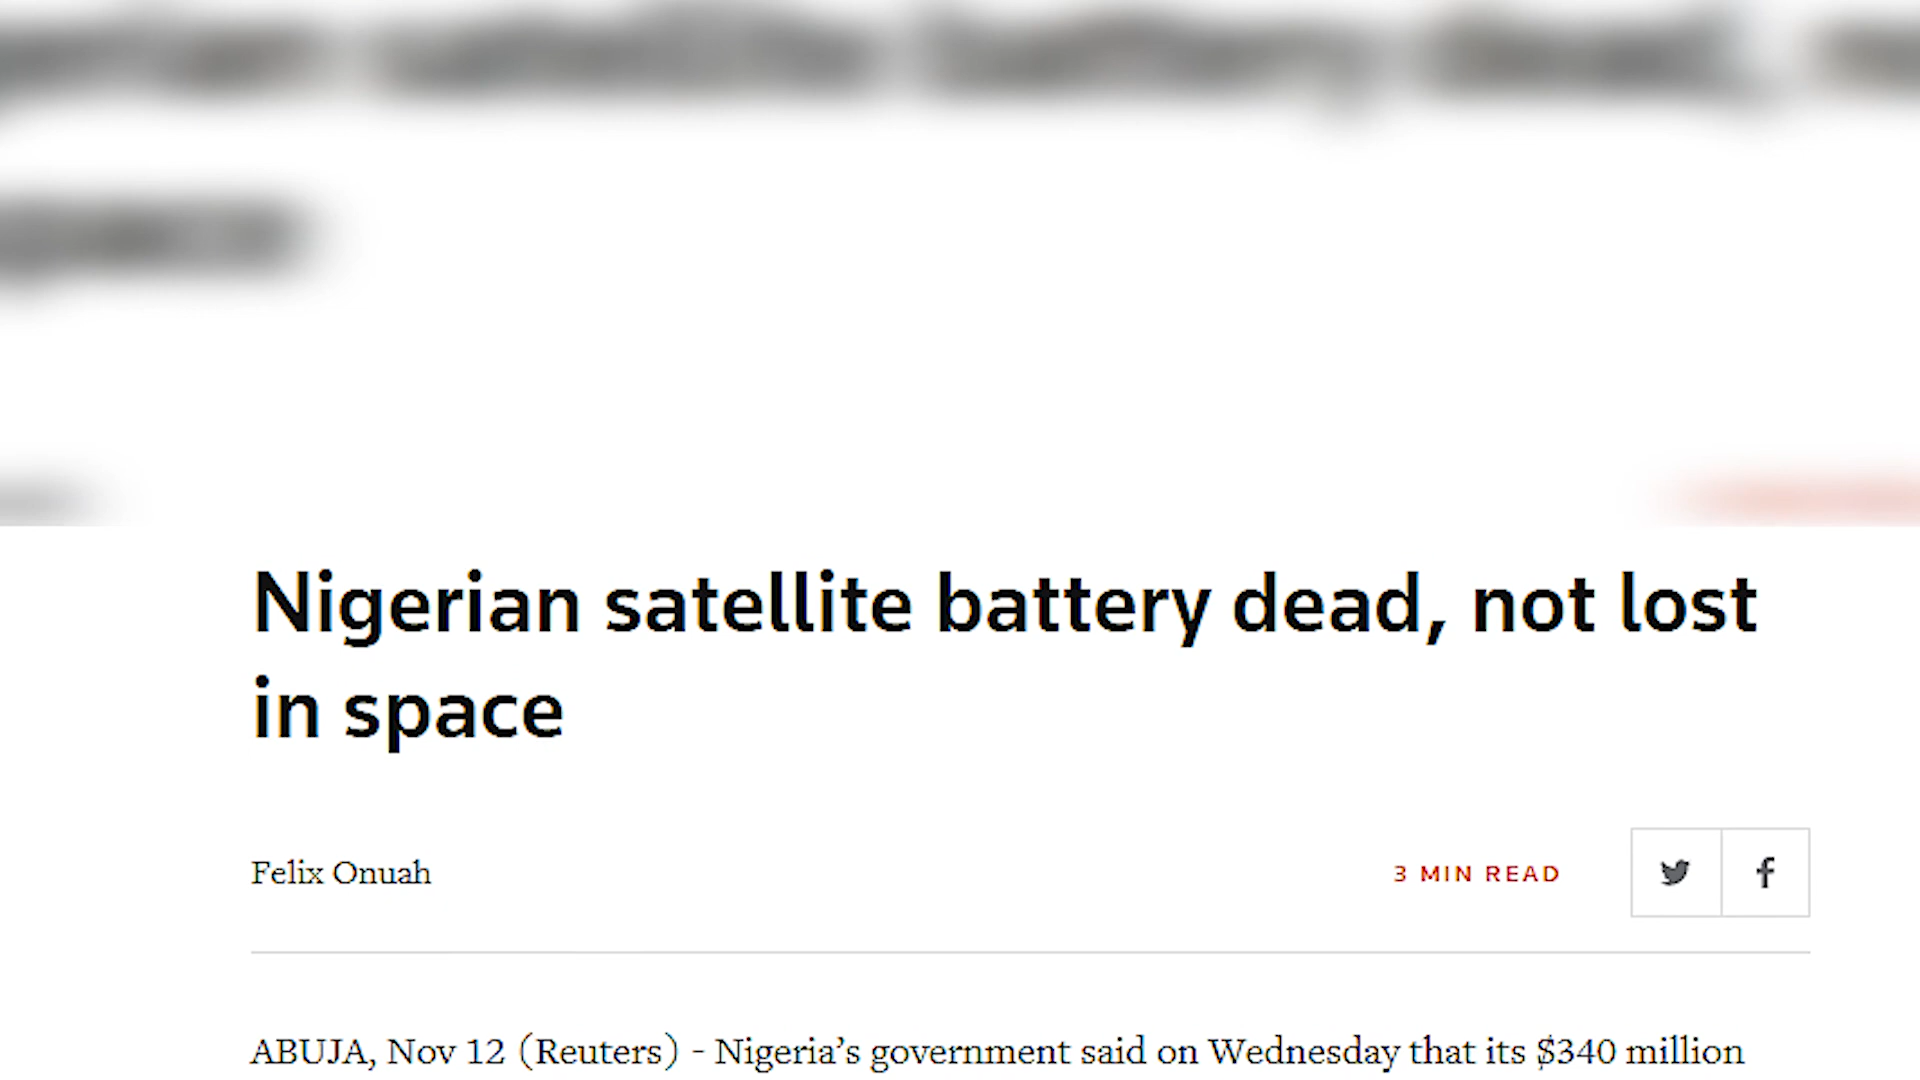 Nigerian satellite battery dead, not lost
in space
Felix Onuah
3 MIN READ
ABUJA, Nov 12 (Reuters) - Nigeria’s government said on Wednesday that its $340 million